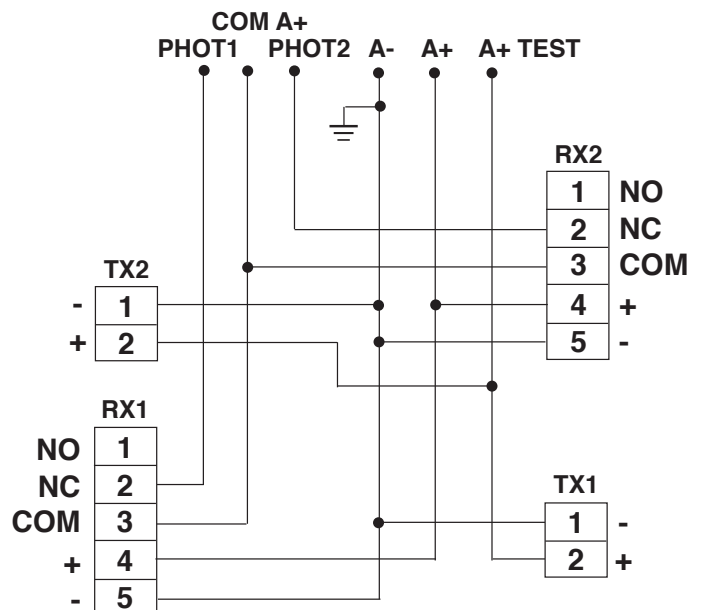 COM A+
PHOT1 PHOT2 A- A+ A+ TEST
RX2
1 NO
2 NC
3 COM
4 +
5 -
TX2
- 1
+ 2
RX1
NO 1
NC 2
COM 3
+ 4
- 5
TX1
1 -
2 +